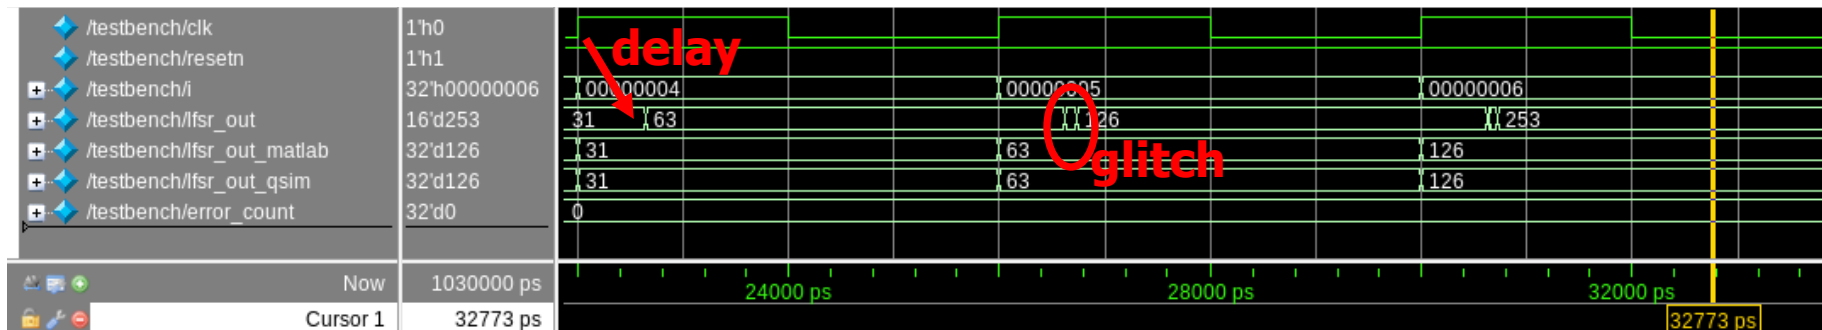 /testbench/clk 1'h0
/testbench/resetn 1'h1
delay
/testbench/i 32'h00000006 00000004 00000005 00000006
/testbench/lfsr_out 16'd253 31 63 126 253
/testbench/lfsr_out_matlab 32'd126 31 63 126
glitch
/testbench/lfsr_out_qsim 32'd126 31 63 126
/testbench/error_count 32'd0 0
Now 1030000 ps 24000 ps 28000 ps 32000 ps
Cursor 1 32773 ps 32773 ps